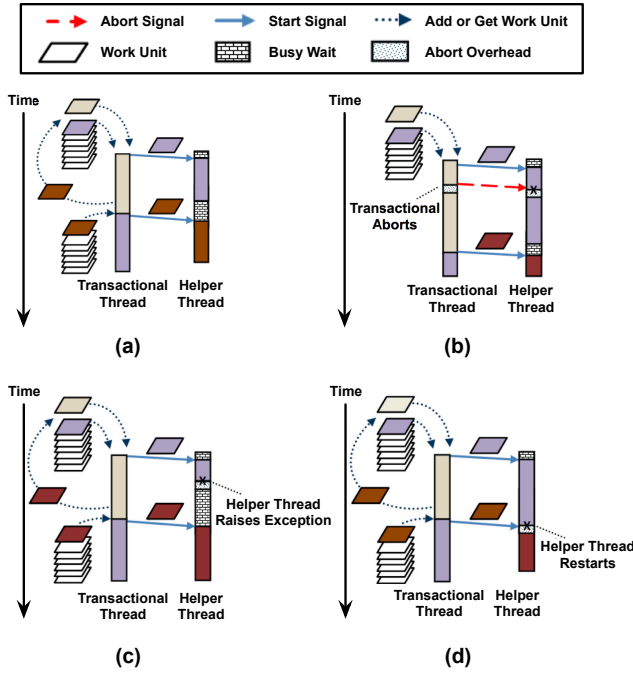 Abort Signal
Start Signal
Add or Get Work Unit
Work Unit
Busy Wait
Abort Overhead
Time
Transactional
Thread
Helper
Thread
(a)
Time
Transactional
Aborts
Transactional
Thread
Helper
Thread
(b)
Time
Helper Thread
Raises Exception
Transactional
Thread
Helper
Thread
(c)
Time
Helper Thread
Restarts
Transactional
Thread
Helper
Thread
(d)